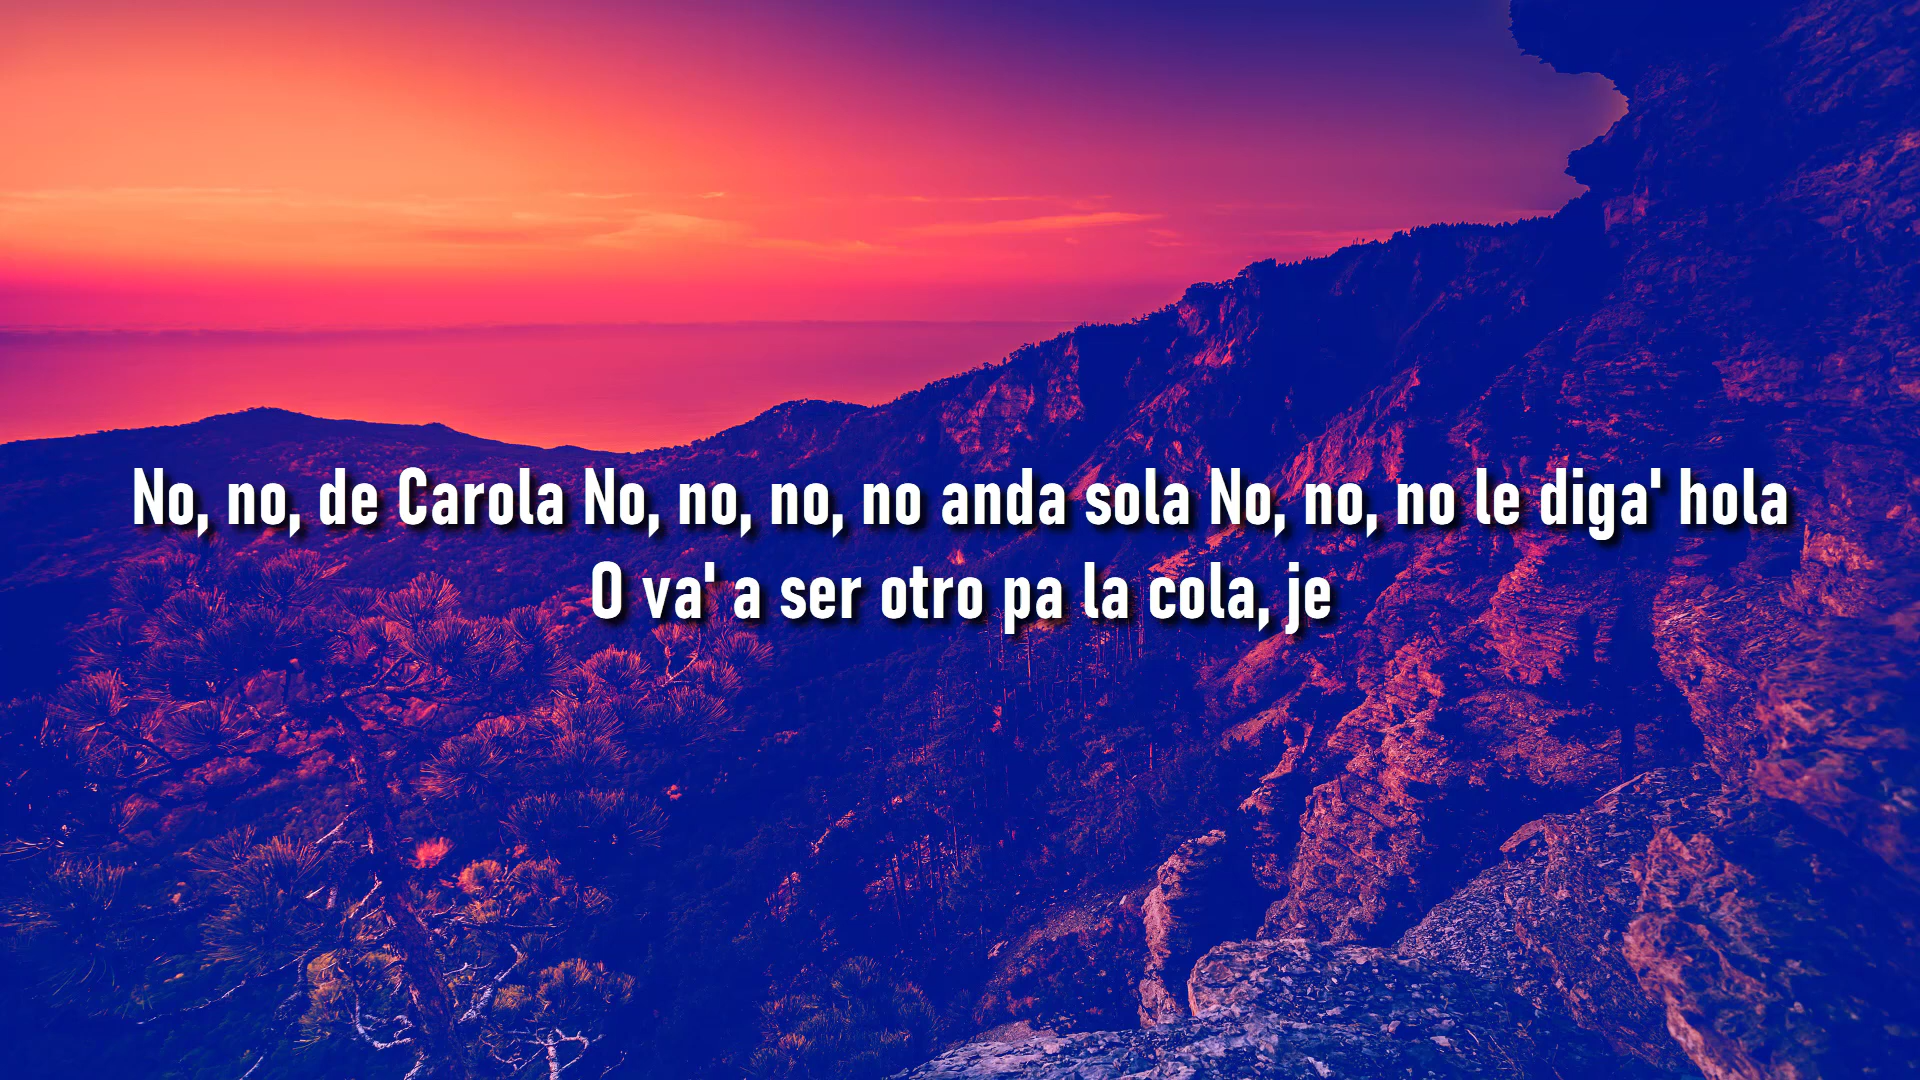 No, no, de Carola No, no, no, no anda sola No, no, no le diga' hola
O va' a ser otro pa la cola, je